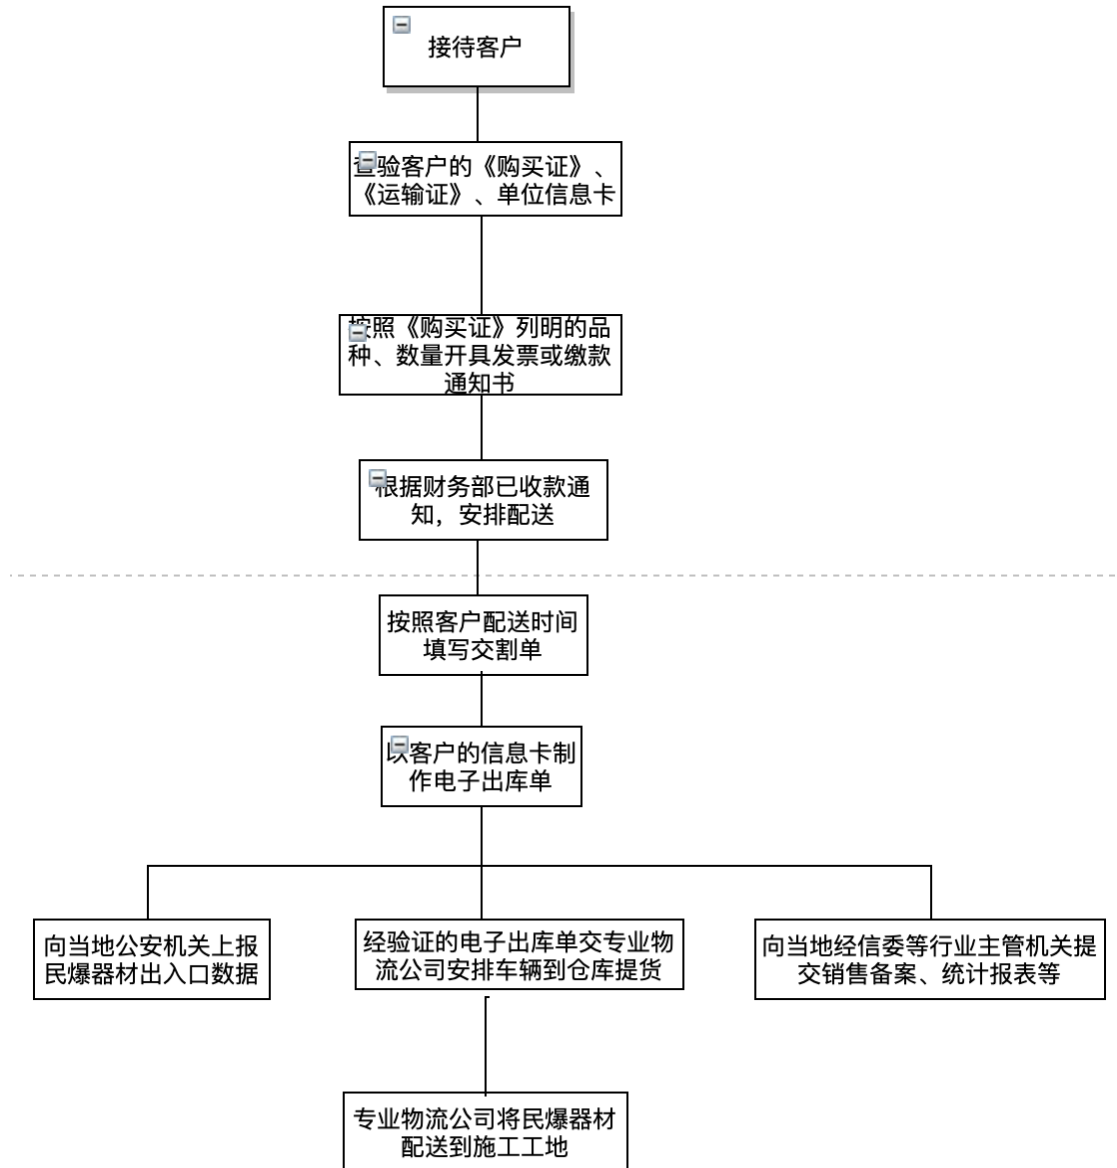 接待客户
查验客户的《购买证》、
《运输证》、单位信息卡
按照《购买证》列明的品
种、数量开具发票或缴款
通知书
根据财务部已收款通
知，安排配送
按照客户配送时间
填写交割单
以客户的信息卡制
作电子出库单
向当地公安机关上报
民爆器材出入口数据
经验证的电子出库单交专业物
流公司安排车辆到仓库提货
向当地经信委等行业主管机关提
交销售备案、统计报表等
专业物流公司将民爆器材
配送到施工工地